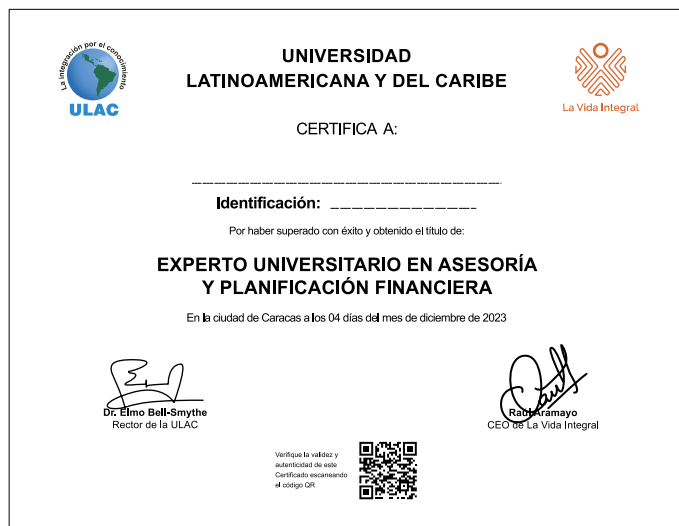 La integración por el conocimiento
ULAC
UNIVERSIDAD
LATINOAMERICANA Y DEL CARIBE
La Vida Integral
CERTIFICA A:
Identificación:
Por haber superado con éxito y obtenido el título de:
EXPERTO UNIVERSITARIO EN ASESORÍA
Y PLANIFICACIÓN FINANCIERA
En la ciudad de Caracas a los 04 días del mes de diciembre de 2023
Dr. Elmo Bell-Smythe
Rector de la ULAC
Raúl Aramayo
CEO de La Vida Integral
Verifique la validez y
autenticidad de este
Certificado escaneando
el código QR